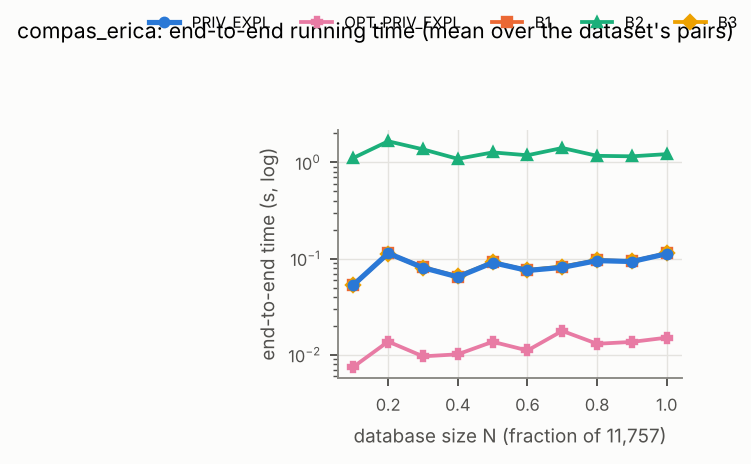 PRIV_EXPL OPT_PRIV_EXPL B1 B2 B3
compas_erica: end-to-end running time (mean over the dataset's pairs)
end-to-end time (s, log)
10^0
10^-1
10^-2
0.2 0.4 0.6 0.8 1.0
database size N (fraction of 11,757)